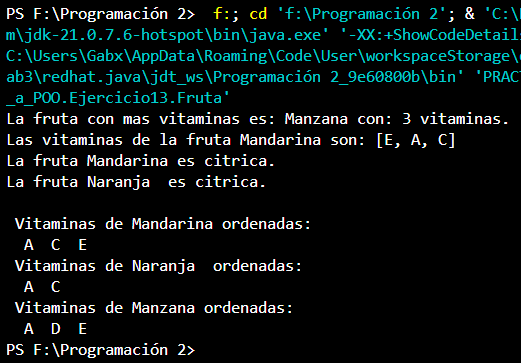 PS F:\Programación 2>  f:; cd 'f:\Programación 2'; & 'C:\
m\jdk-21.0.7.6-hotspot\bin\java.exe' '-XX:+ShowCodeDetails
C:\Users\Gabx\AppData\Roaming\Code\User\workspaceStorage\
ab3\redhat.java\jdt_ws\Programación 2_9e60800b\bin' 'PRAC
_a_POO.Ejercicio13.Fruta'
La fruta con mas vitaminas es: Manzana con: 3 vitaminas.
Las vitaminas de la fruta Mandarina son: [E, A, C]
La fruta Mandarina es citrica.
La fruta Naranja  es citrica.
 Vitaminas de Mandarina ordenadas:
  A  C  E
 Vitaminas de Naranja  ordenadas:
  A  C
 Vitaminas de Manzana ordenadas:
  A  D  E
PS F:\Programación 2>